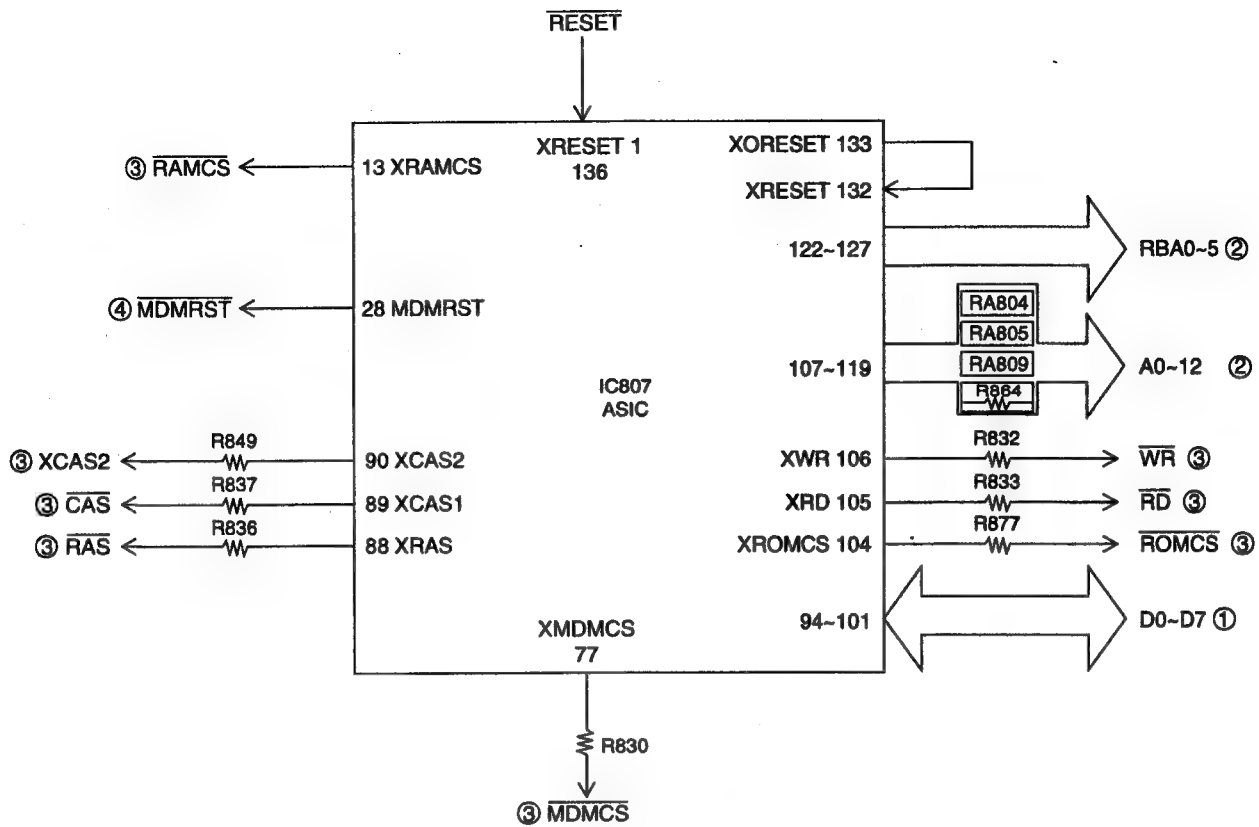 RESET
XRESET 1
136
XORESET 133
XRESET 132
③ RAMCS
13 XRAMCS
122~127
RBA0~5 ②
④ MDMRST
28 MDMRST
RA804
RA805
RA809
R864
107~119
A0~12 ②
IC807
ASIC
③ XCAS2
R849
90 XCAS2
XWR 106
R832
WR ③
③ CAS
R837
89 XCAS1
XRD 105
R833
RD ③
③ RAS
R836
88 XRAS
XROMCS 104
R877
ROMCS ③
XMDMCS
77
94~101
D0~D7 ①
R830
③ MDMCS